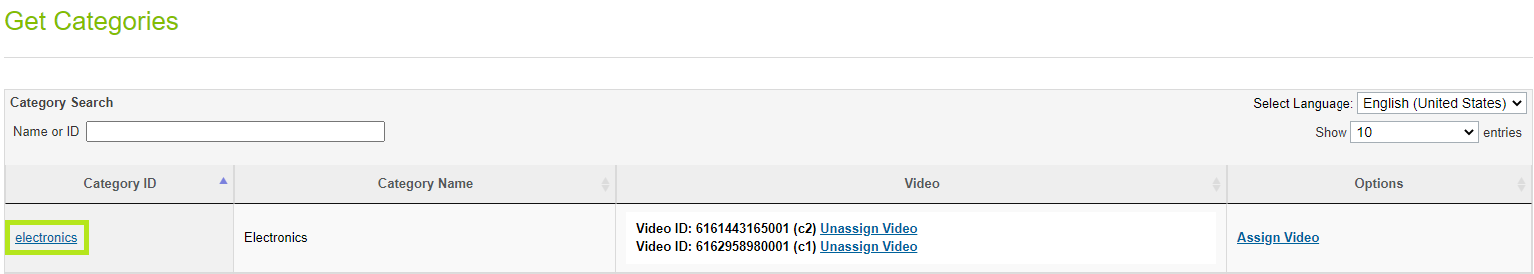 Get Categories
Category Search
Select Language: English (United States)
Name or ID
Show 10 entries
Category ID Category Name Video Options
electronics Electronics Video ID: 6161443165001 (c2) Unassign Video
Video ID: 6162958980001 (c1) Unassign Video
Assign Video